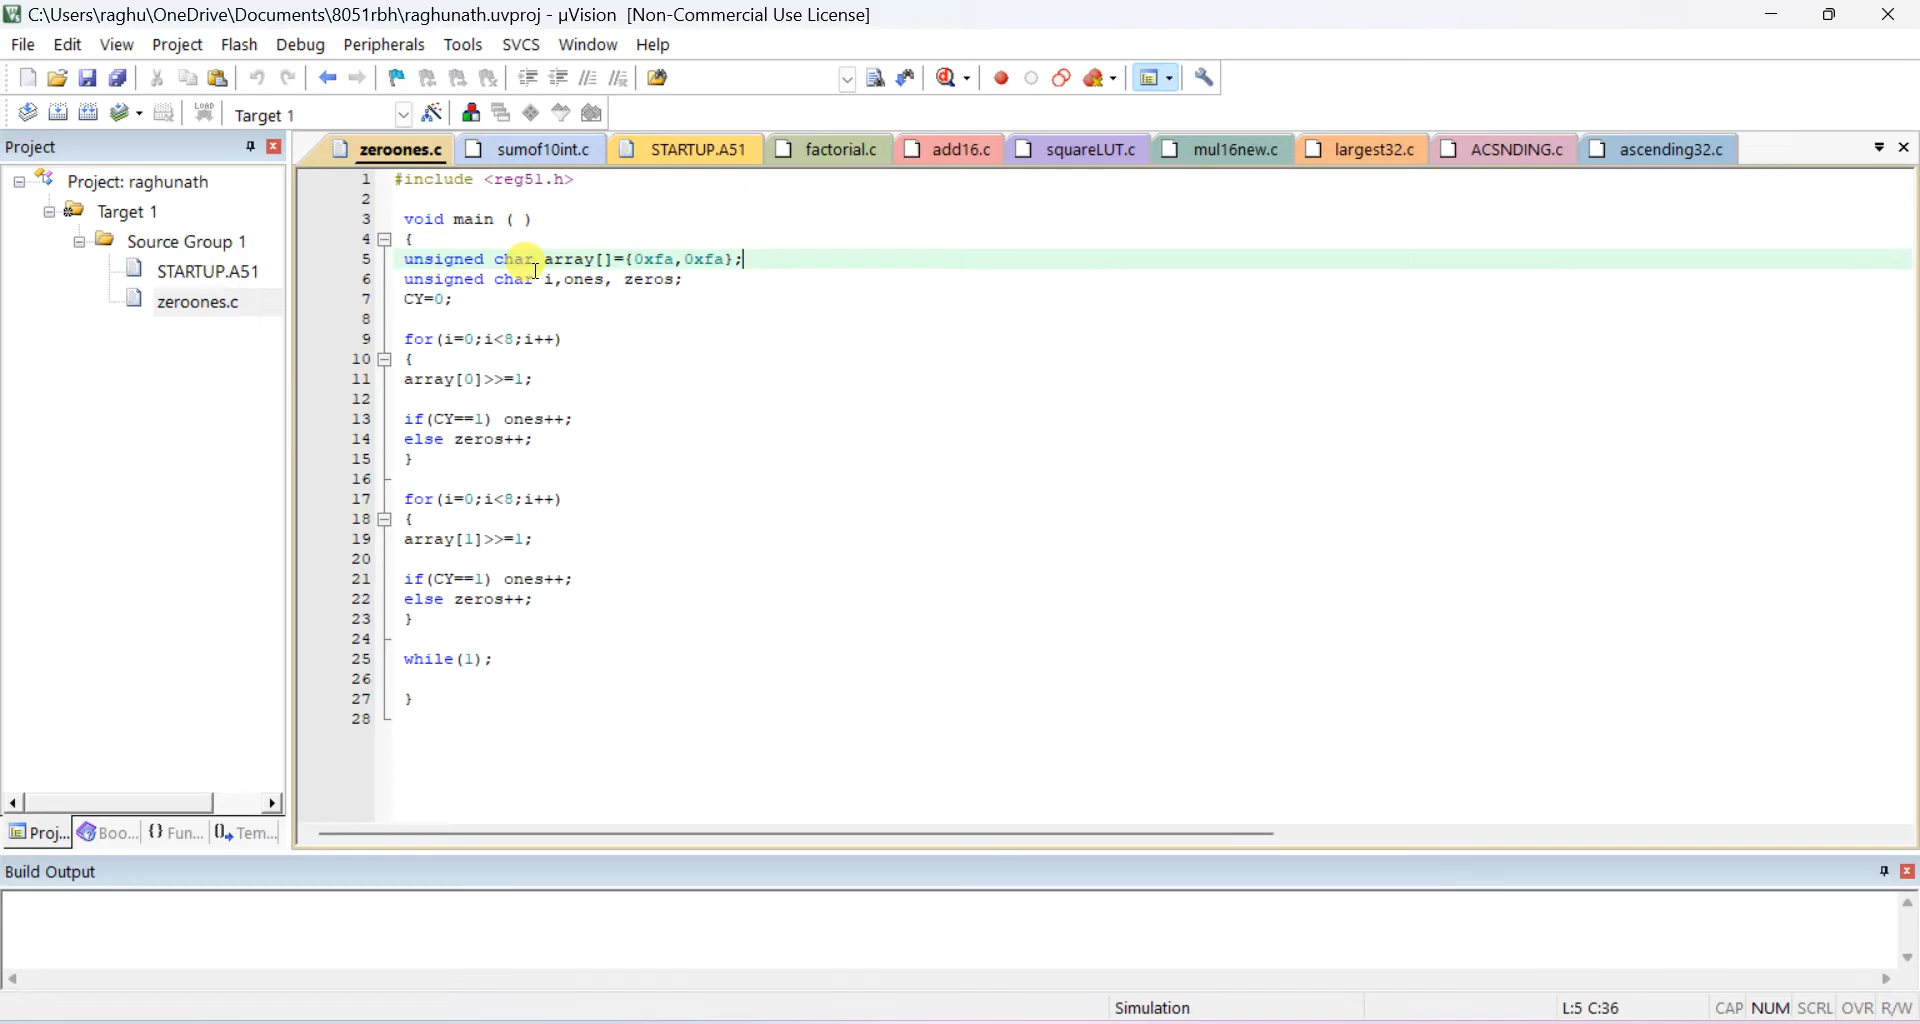 C:\Users\raghu\OneDrive\Documents\8051rbh\raghunath.uvproj - µVision [Non-Commercial Use License]
File Edit View Project Flash Debug Peripherals Tools SVCS Window Help
LOAD Target 1
Project
zeroones.c sumof10int.c STARTUP.A51 factorial.c add16.c squareLUT.c mul16new.c largest32.c ACSNDING.c ascending32.c
Project: raghunath
Target 1
Source Group 1
STARTUP.A51
zeroones.c
1 #include <reg51.h>
2
3 void main ( )
4 {
5 unsigned char array[]={0xfa,0xfa};
6 unsigned char i,ones, zeros;
7 CY=0;
8
9 for(i=0;i<8;i++)
10 {
11 array[0]>>=1;
12
13 if(CY==1) ones++;
14 else zeros++;
15 }
16
17 for(i=0;i<8;i++)
18 {
19 array[1]>>=1;
20
21 if(CY==1) ones++;
22 else zeros++;
23 }
24
25 while(1);
26
27 }
28
Proj... Boo... {} Fun... Tem...
Build Output
Simulation L:5 C:36 CAP NUM SCRL OVR R/W